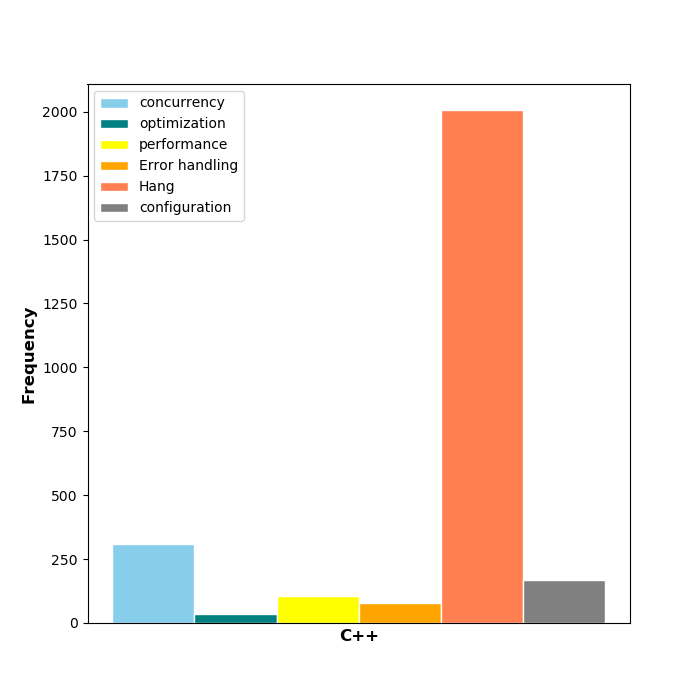 concurrency
optimization
performance
Error handling
Hang
configuration
2000
1750
1500
1250
1000
750
500
250
0
Frequency
C++